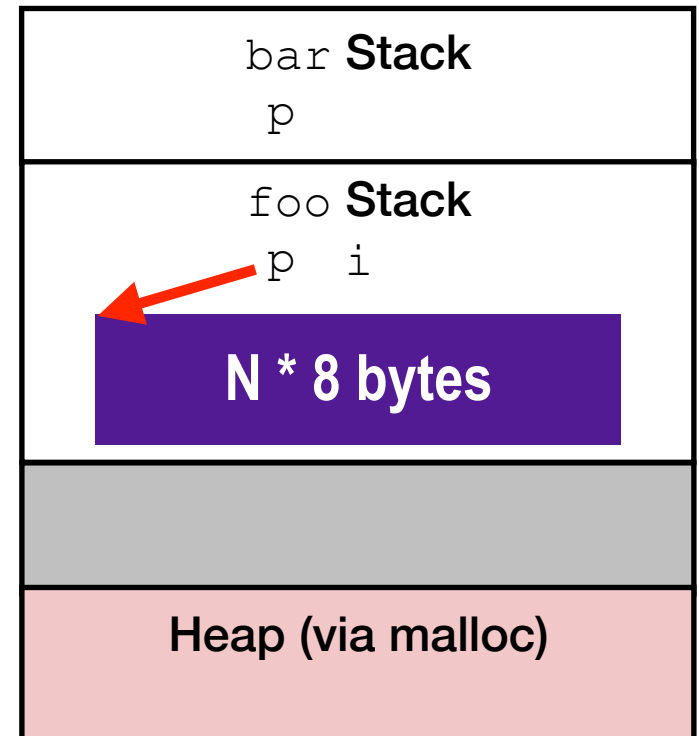 bar Stack
p
foo Stack
p i
N * 8 bytes
Heap (via malloc)